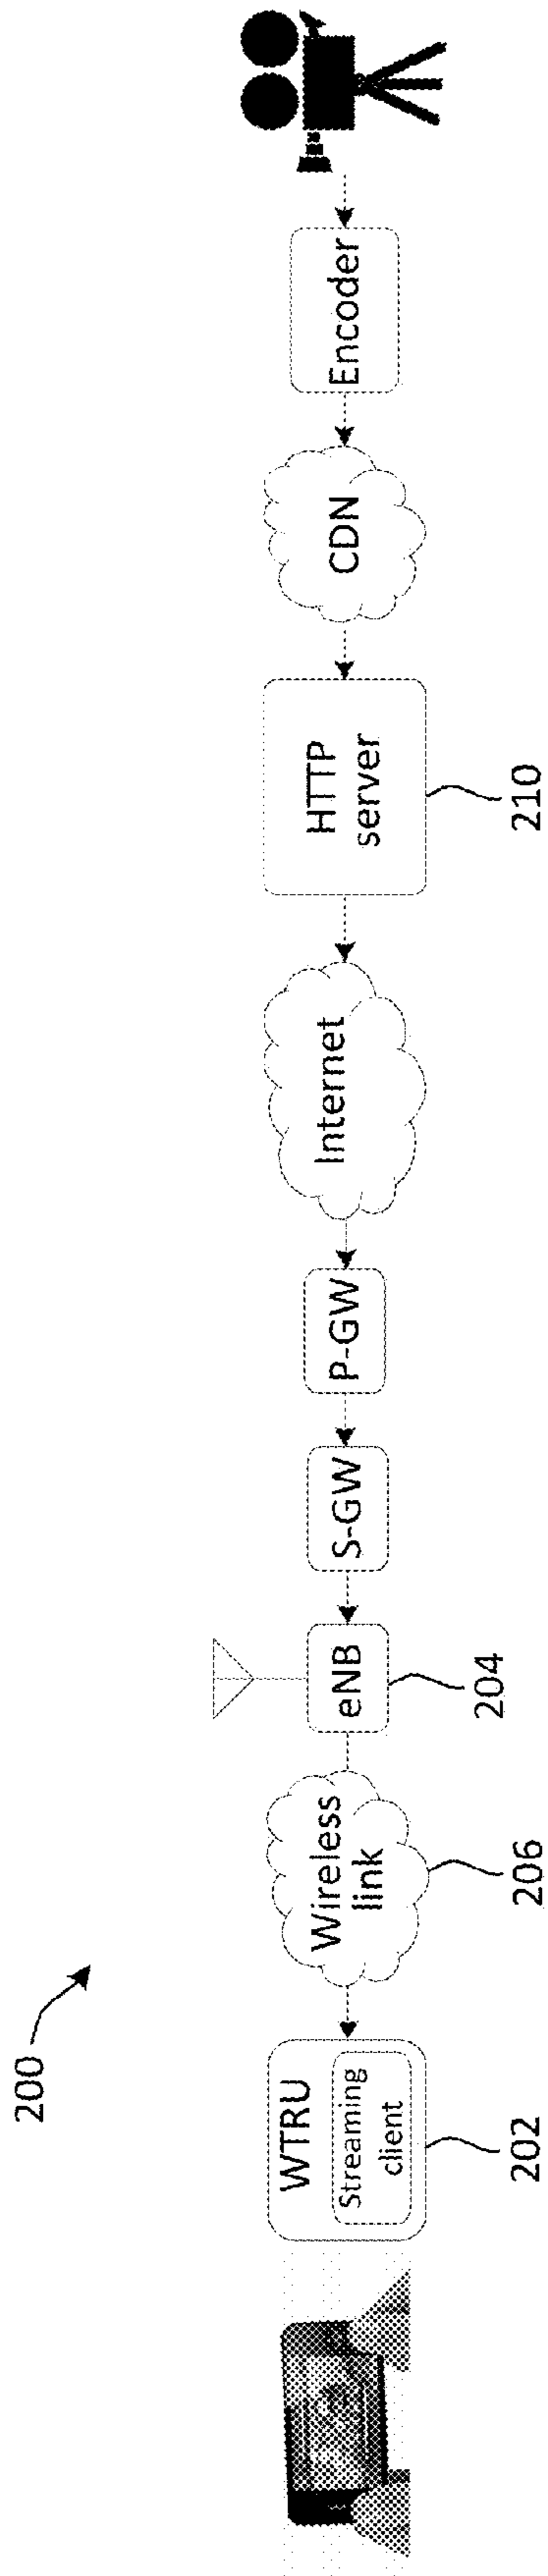 200
WTRU
Streaming
client
202
Wireless
link
206
eNB
204
S-GW
P-GW
Internet
HTTP
server
210
CDN
Encoder